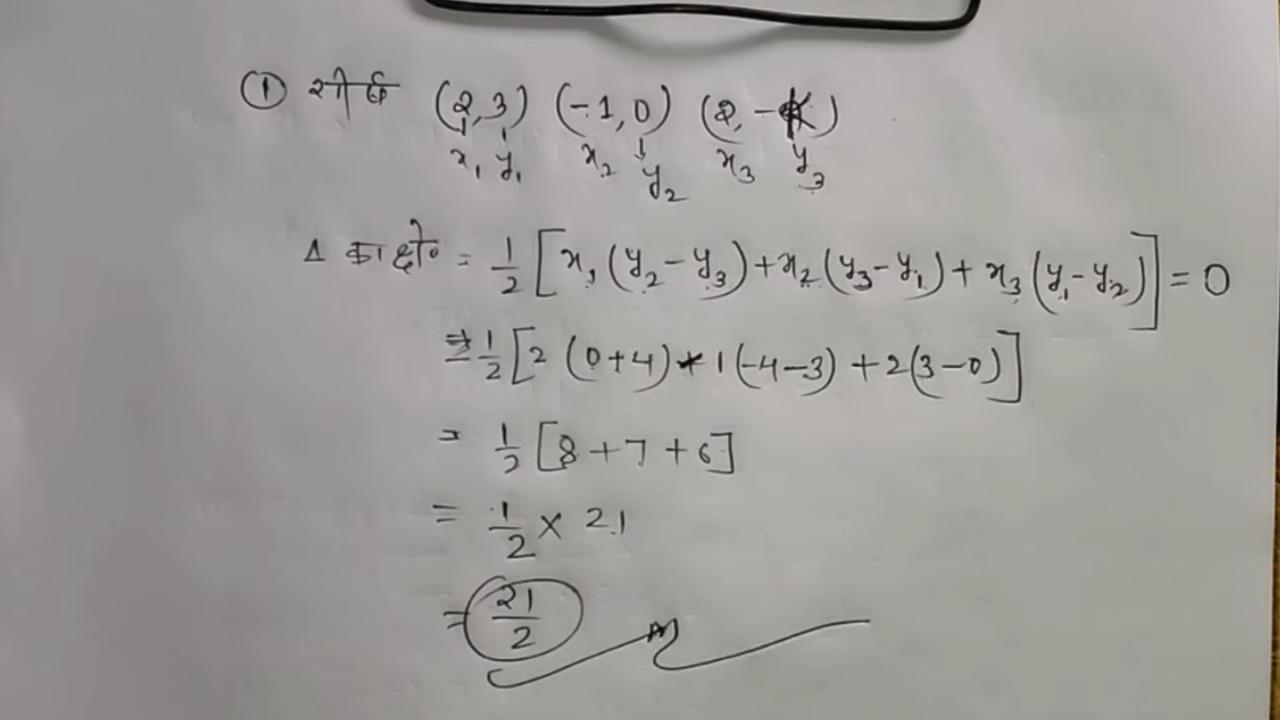 ① शीर्ष (2,3) (-1,0) (2,-4)
x₁ y₁ x₂ y₂ x₃ y₃
Δ का क्षे० = 1/2 [x₁(y₂-y₃)+x₂(y₃-y₁)+x₃(y₁-y₂)] = 0
= 1/2 [2 (0+4) - 1(-4-3) +2(3-0)]
= 1/2 [8+7+6]
= 1/2 × 21
= 21/2